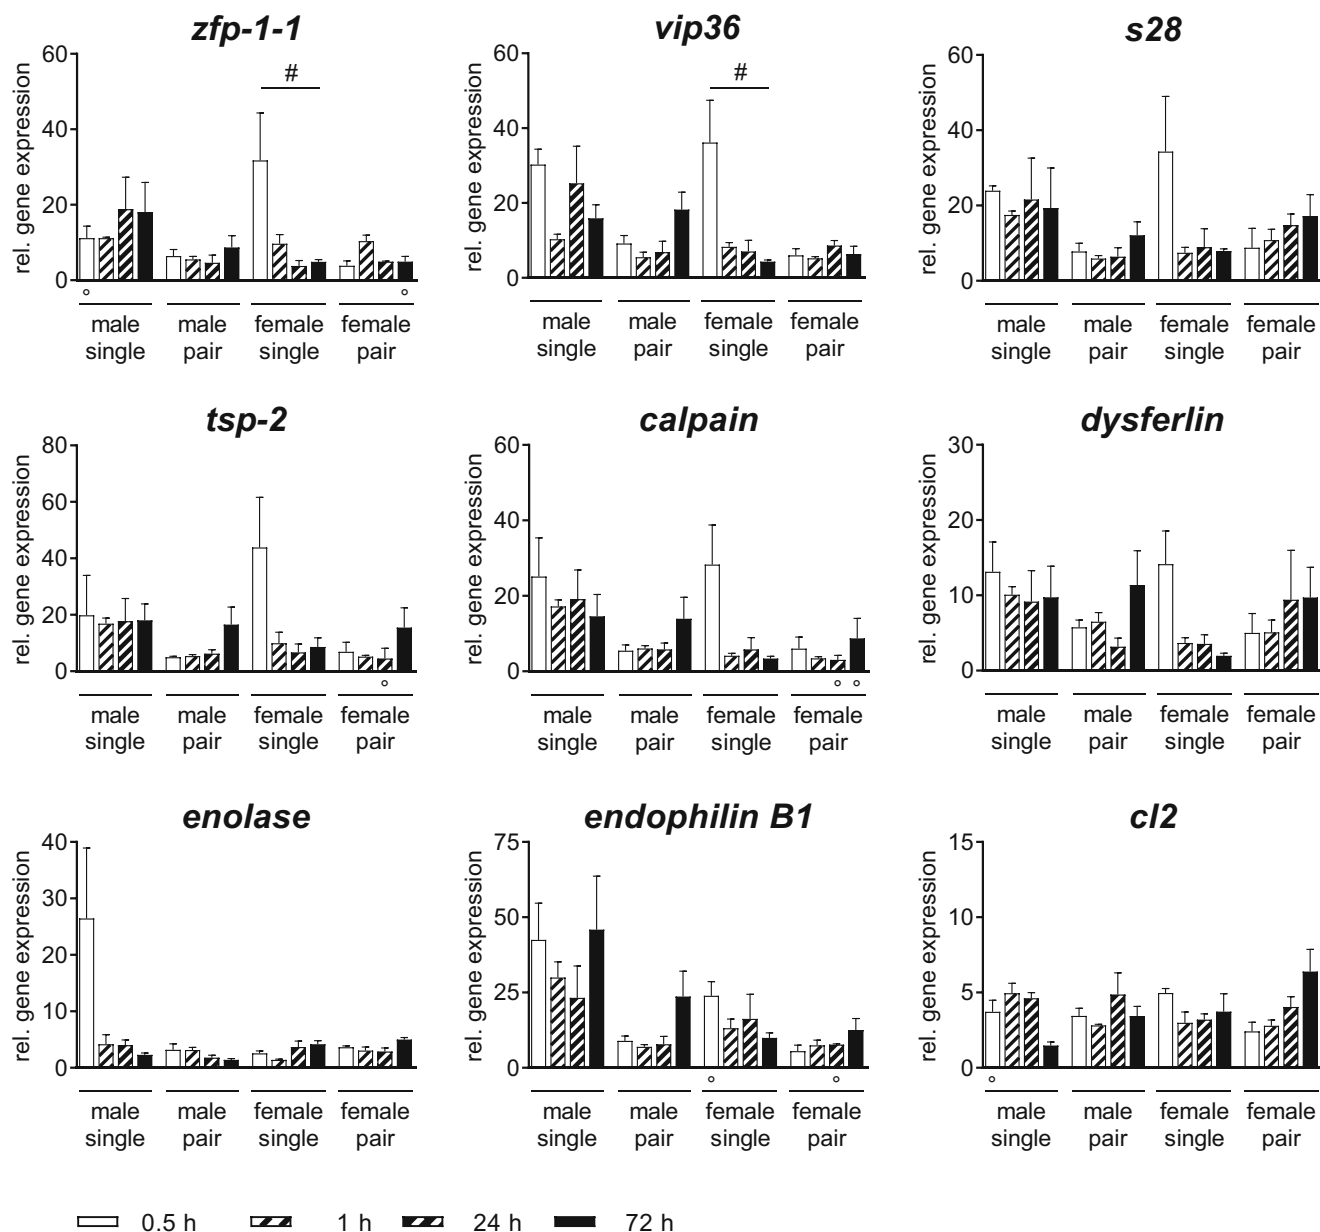 zfp-1-1
rel. gene expression
60
40
20
0
#
male single
male pair
female single
female pair
vip36
rel. gene expression
60
40
20
0
#
male single
male pair
female single
female pair
s28
rel. gene expression
60
40
20
0
male single
male pair
female single
female pair
tsp-2
rel. gene expression
80
60
40
20
0
male single
male pair
female single
female pair
calpain
rel. gene expression
60
40
20
0
male single
male pair
female single
female pair
dysferlin
rel. gene expression
30
20
10
0
male single
male pair
female single
female pair
enolase
rel. gene expression
40
30
20
10
0
male single
male pair
female single
female pair
endophilin B1
rel. gene expression
75
50
25
0
male single
male pair
female single
female pair
cl2
rel. gene expression
15
10
5
0
male single
male pair
female single
female pair
0.5 h 1 h 24 h 72 h